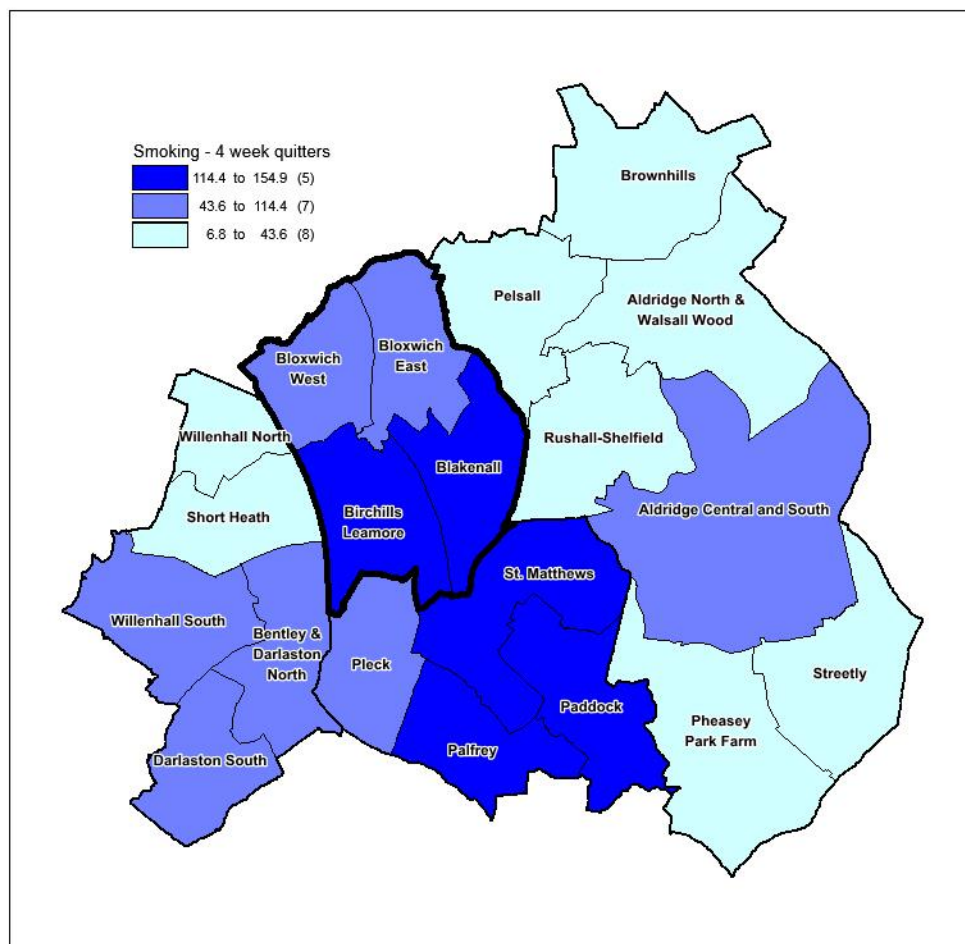 Smoking - 4 week quitters
114.4 to 154.9 (5)
43.6 to 114.4 (7)
6.8 to 43.6 (8)
Brownhills
Pelsall
Aldridge North &
Walsall Wood
Bloxwich
West
Bloxwich
East
Willenhall North
Rushall-Shelfield
Blakenall
Short Heath
Birchills
Leamore
Aldridge Central and South
St. Matthews
Willenhall South
Bentley &
Darlaston
North
Pleck
Streetly
Paddock
Pheasey
Park Farm
Palfrey
Darlaston South